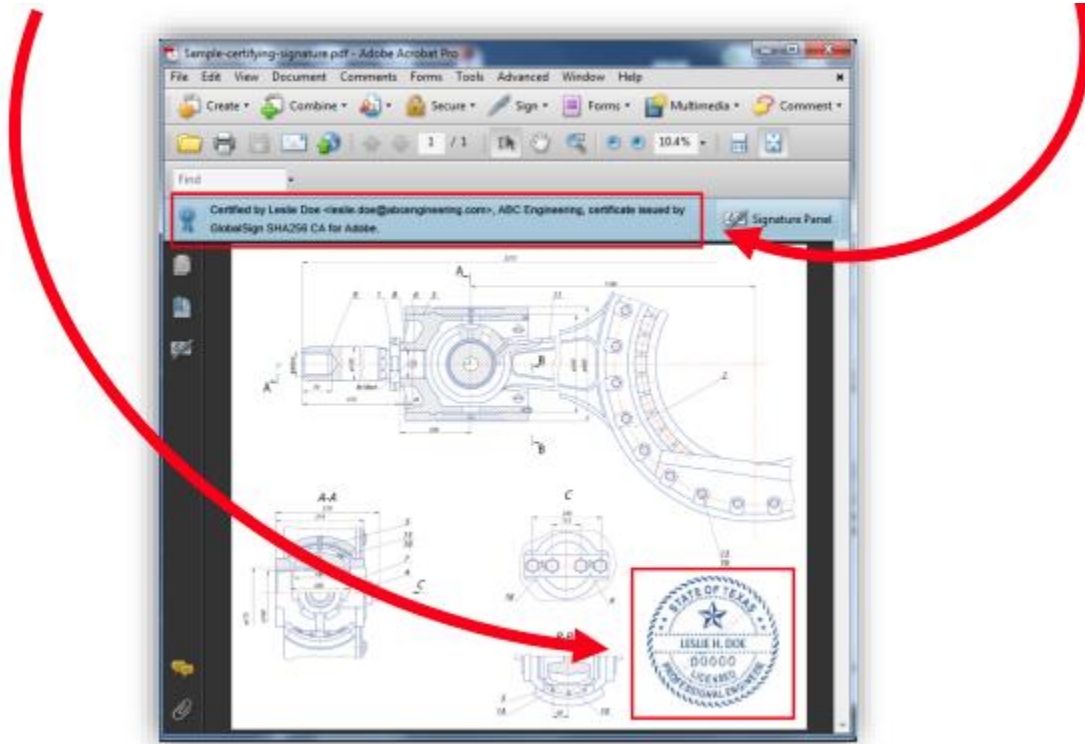 Sample-certifying-signature.pdf - Adobe Acrobat Pro
File Edit View Document Comments Forms Tools Advanced Window Help
Create Combine Secure Sign Forms Multimedia Comment
1 / 1 10.4%
Find
Certified by Leslie Doe <leslie.doe@abcengineering.com>, ABC Engineering, certificate issued by
GlobalSign SHA256 CA for Adobe.
Signature Panel
A
B
A
B
2
A-A
C
C
STATE OF TEXAS
LESLIE H. DOE
00000
LICENSED
PROFESSIONAL ENGINEER